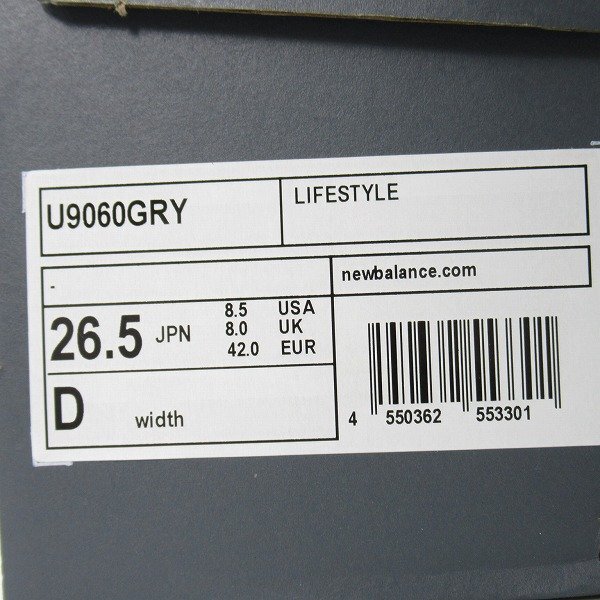 U9060GRY
LIFESTYLE
-
newbalance.com
26.5 JPN
8.5 USA
8.0 UK
42.0 EUR
D width
4 550362 553301